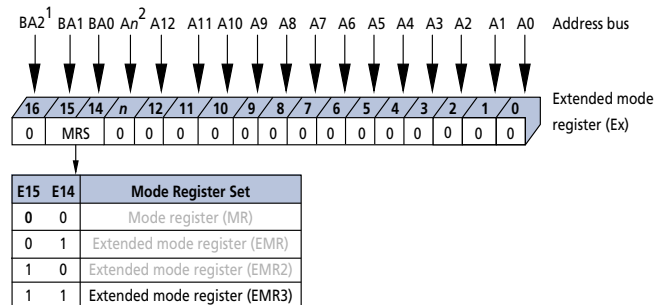 BA2¹ BA1 BA0 An² A12 A11 A10 A9 A8 A7 A6 A5 A4 A3 A2 A1 A0 Address bus
16 15 14 n 12 11 10 9 8 7 6 5 4 3 2 1 0 Extended mode
register (Ex)
0 MRS 0 0 0 0 0 0 0 0 0 0 0 0 0 0
E15 E14 Mode Register Set
0 0 Mode register (MR)
0 1 Extended mode register (EMR)
1 0 Extended mode register (EMR2)
1 1 Extended mode register (EMR3)